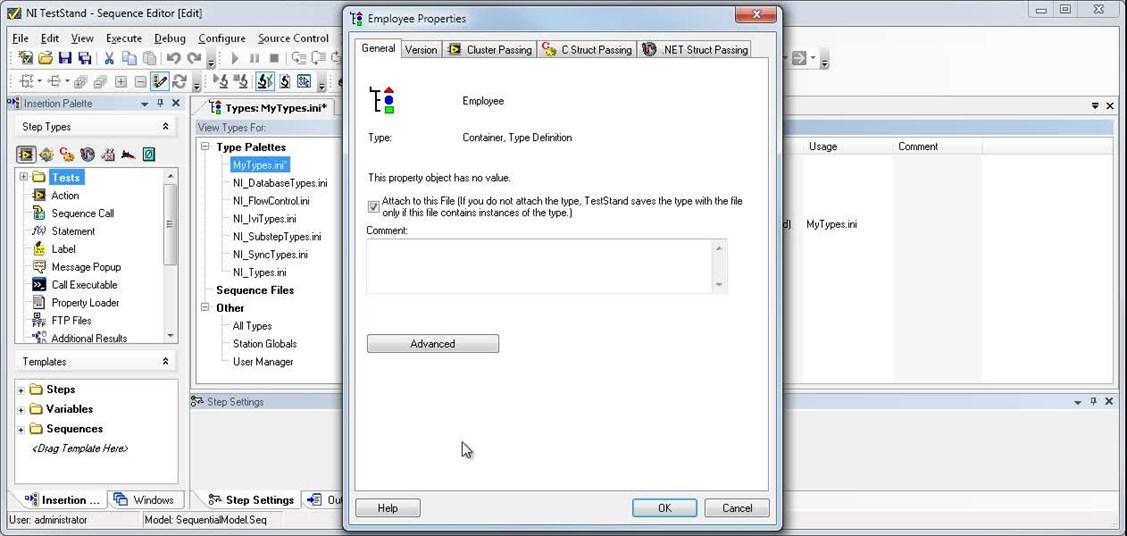 NI TestStand - Sequence Editor [Edit]
File Edit View Execute Debug Configure Source Control
Insertion Palette
Step Types
Tests
Action
Sequence Call
Statement
Label
Message Popup
Call Executable
Property Loader
FTP Files
Additional Results
Templates
Steps
Variables
Sequences
<Drag Template Here>
Insertion ... Windows
User: administrator Model: SequentialModel.Seq
Types: MyTypes.ini*
View Types For:
Type Palettes
MyTypes.ini*
NI_DatabaseTypes.ini
NI_FlowControl.ini
NI_IviTypes.ini
NI_SubstepTypes.ini
NI_SyncTypes.ini
NI_Types.ini
Sequence Files
Other
All Types
Station Globals
User Manager
Step Settings
Step Settings Out
Employee Properties
General Version Cluster Passing C Struct Passing .NET Struct Passing
Employee
Type: Container, Type Definition
This property object has no value.
Attach to this File (If you do not attach the type, TestStand saves the type with the file
only if this file contains instances of the type.)
Comment:
Advanced
Help OK Cancel
Usage Comment
d) MyTypes.ini